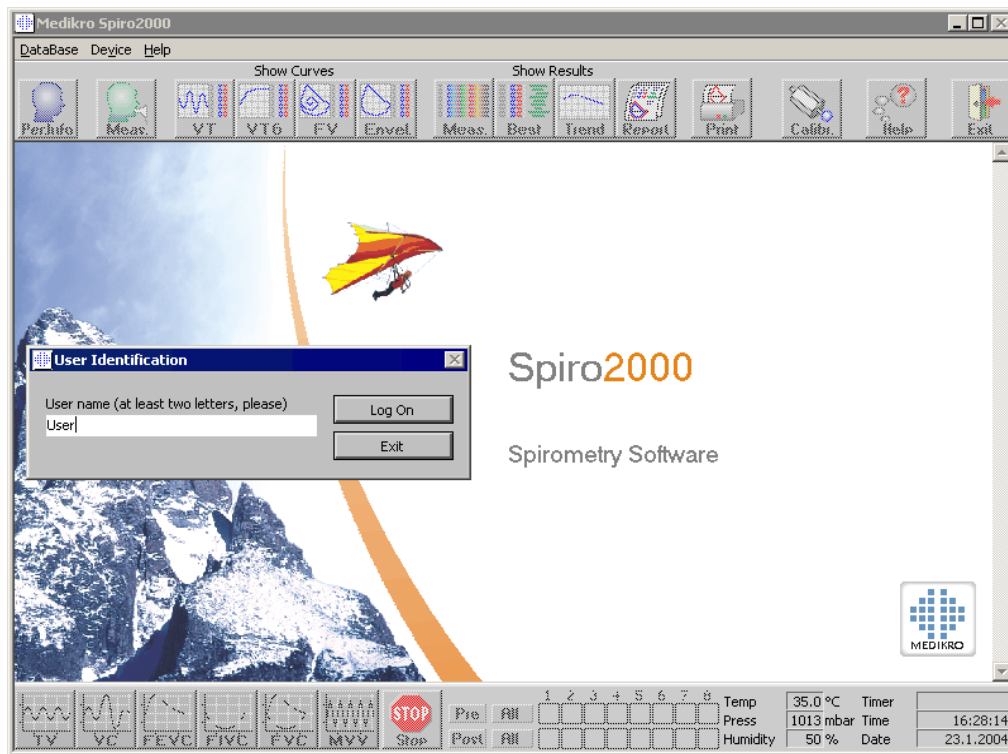 Medikro Spiro2000
DataBase Device Help
Show Curves Show Results
Per.Info Meas. VT VT6 FV Envel. Meas. Best Trend Report Print Calibr. Help Exit
User Identification
User name (at least two letters, please)
User
Log On
Exit
Spiro2000
Spirometry Software
MEDIKRO
STOP
TV VC FEVC FIVC FVC MVV Stop
Pre All
Post All
1 2 3 4 5 6 7 8
Temp 35.0 °C Timer
Press 1013 mbar Time 16:28:14
Humidity 50 % Date 23.1.2004